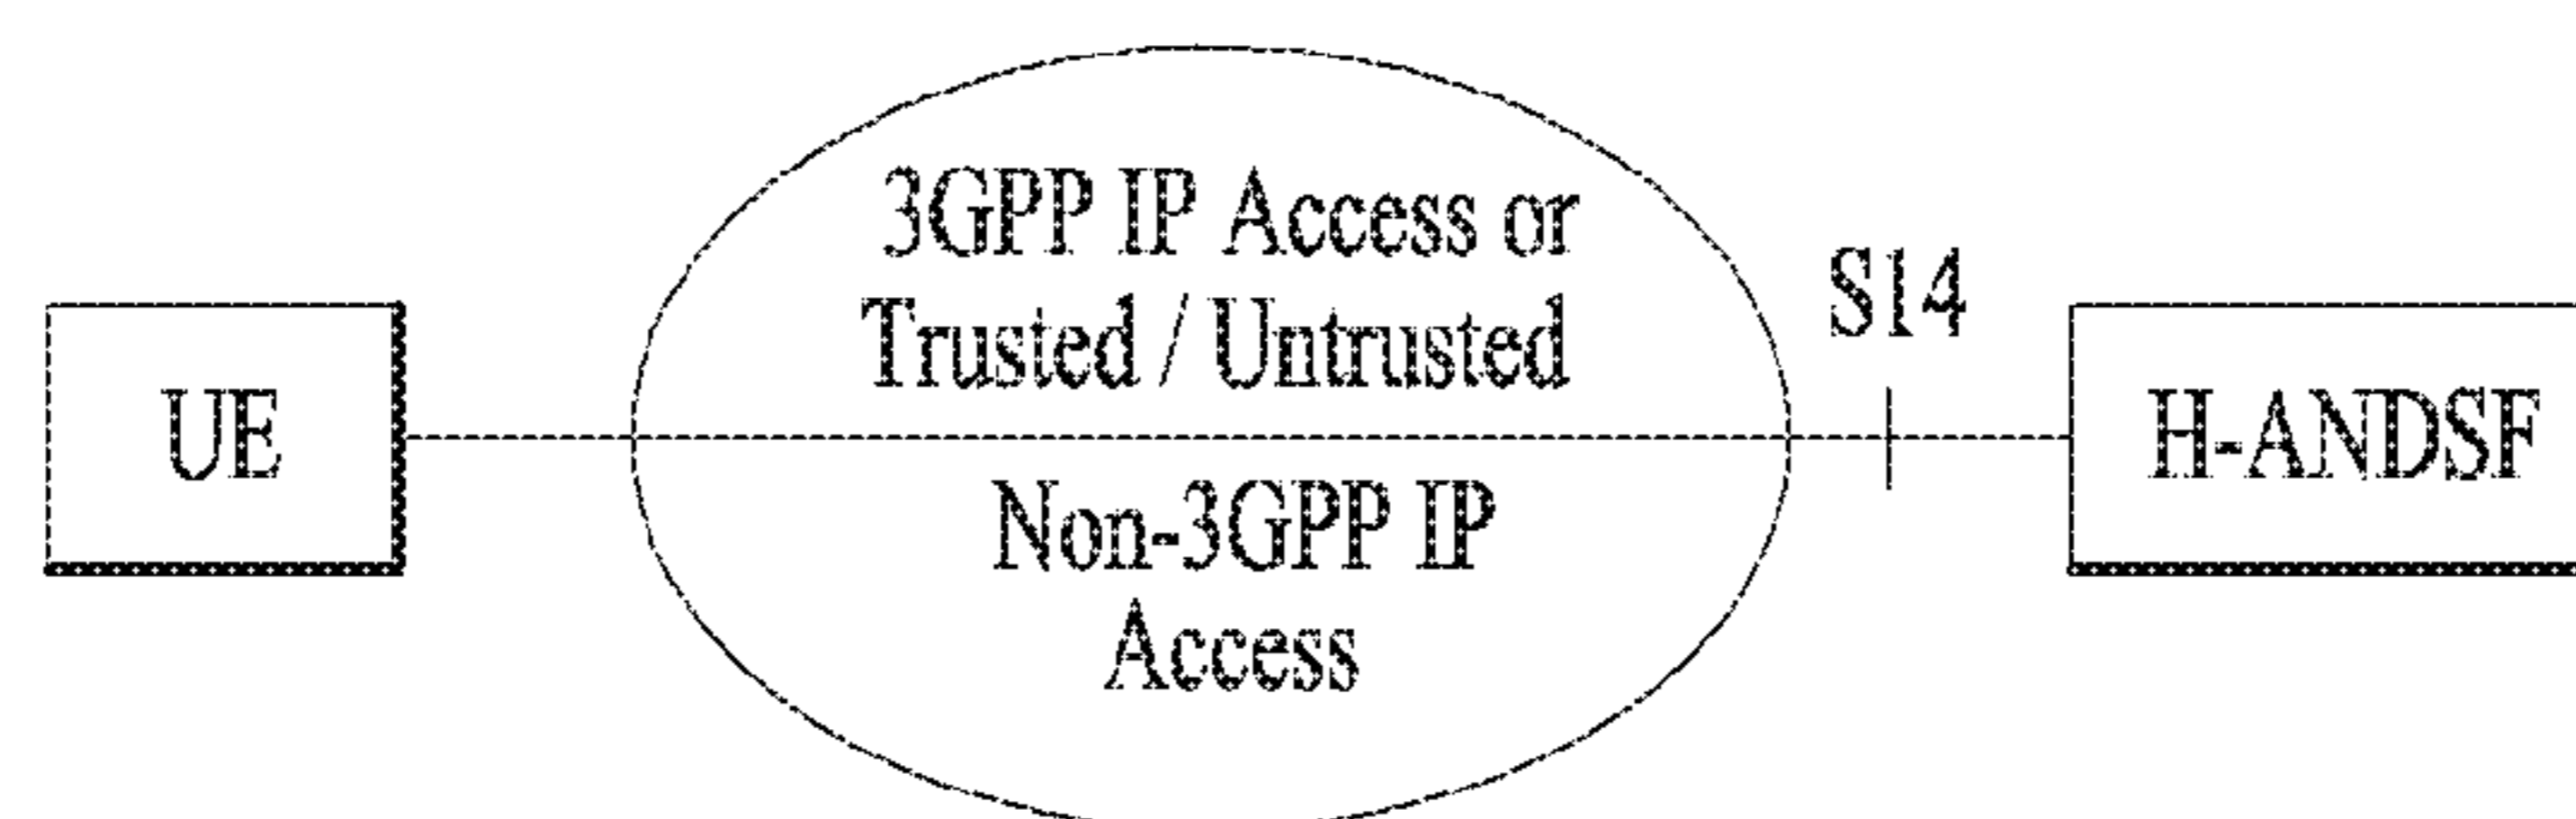 3GPP IP Access or
Trusted / Untrusted
S14
UE
H-ANDSF
Non-3GPP IP
Access